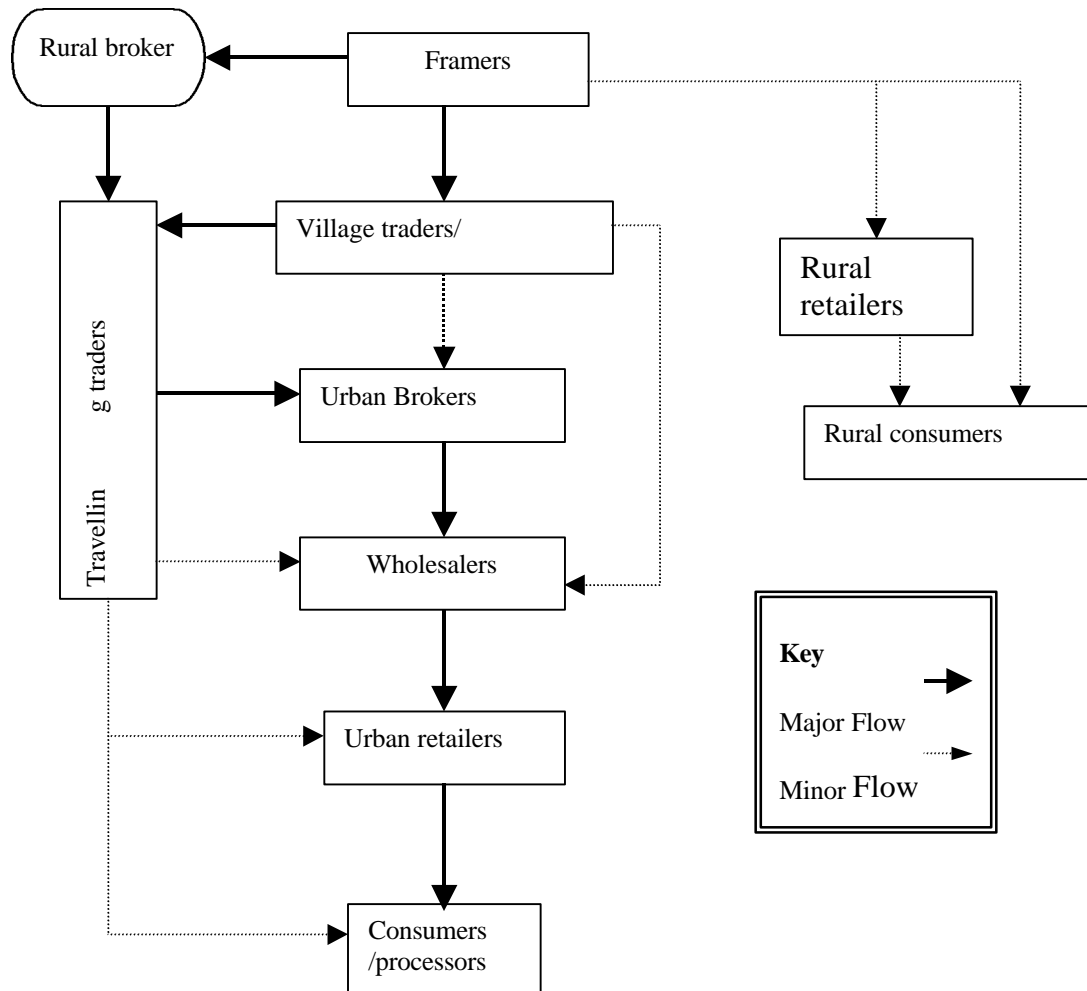 Rural broker
Framers
Village traders/
Rural
retailers
Travellin g traders
Urban Brokers
Rural consumers
Wholesalers
Key
Major Flow
Minor Flow
Urban retailers
Consumers
/processors